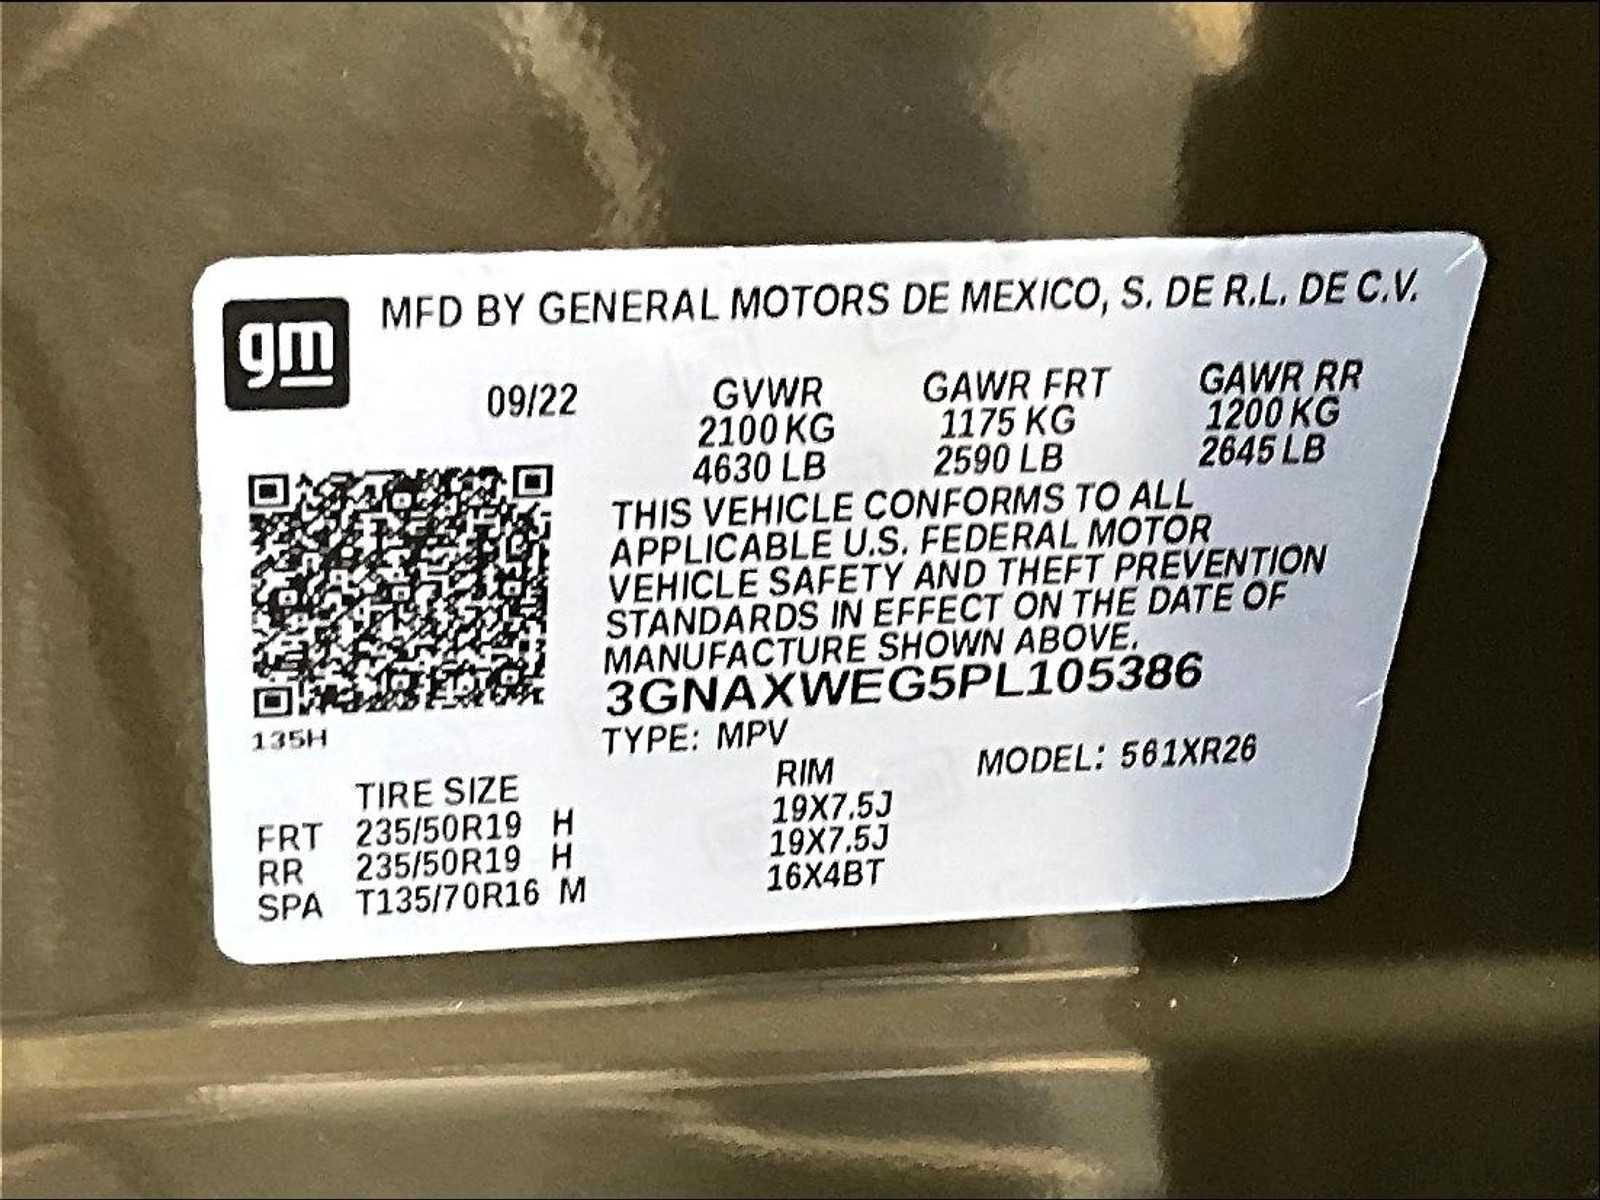 gm
MFD BY GENERAL MOTORS DE MEXICO, S. DE R.L. DE C.V.
09/22 GVWR GAWR FRT GAWR RR
2100 KG 1175 KG 1200 KG
4630 LB 2590 LB 2645 LB
THIS VEHICLE CONFORMS TO ALL
APPLICABLE U.S. FEDERAL MOTOR
VEHICLE SAFETY AND THEFT PREVENTION
STANDARDS IN EFFECT ON THE DATE OF
MANUFACTURE SHOWN ABOVE.
3GNAXWEG5PL105386
135H
TYPE: MPV MODEL: 561XR26
TIRE SIZE RIM
FRT 235/50R19 H 19X7.5J
RR 235/50R19 H 19X7.5J
SPA T135/70R16 M 16X4BT